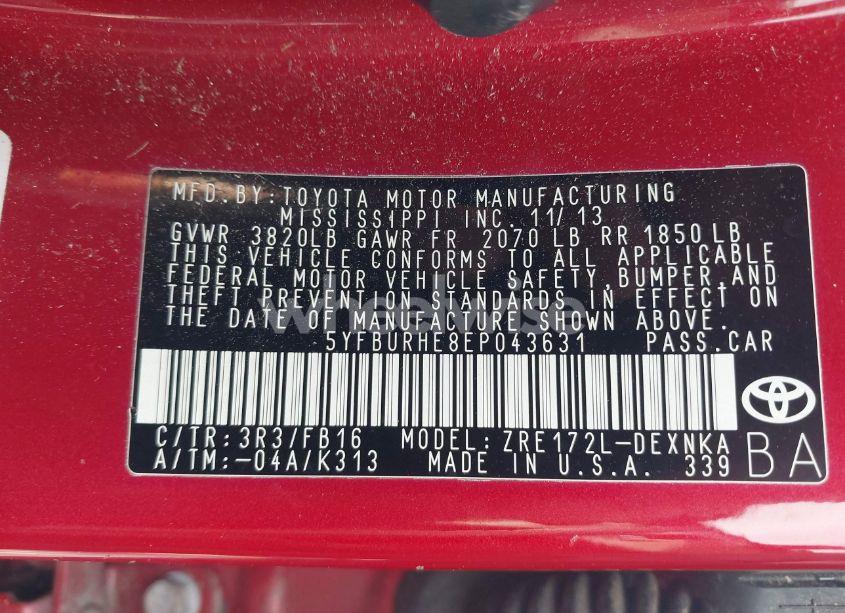 MFD.BY:TOYOTA MOTOR MANUFACTURING
MISSISSIPPI INC. 11/13
GVWR 3820LB GAWR FR 2070 LB RR 1850 LB
THIS VEHICLE CONFORMS TO ALL APPLICABLE
FEDERAL MOTOR VEHICLE SAFETY,BUMPER,AND
THEFT PREVENTION STANDARDS IN EFFECT ON
THE DATE OF MANUFACTURE SHOWN ABOVE.
wheelwise
5YFBURHE8EP043631 PASS.CAR
C/TR:3R3/FB16 MODEL: ZRE172L-DEXNKA
A/TM:-04A/K313 MADE IN U.S.A. 339
BA